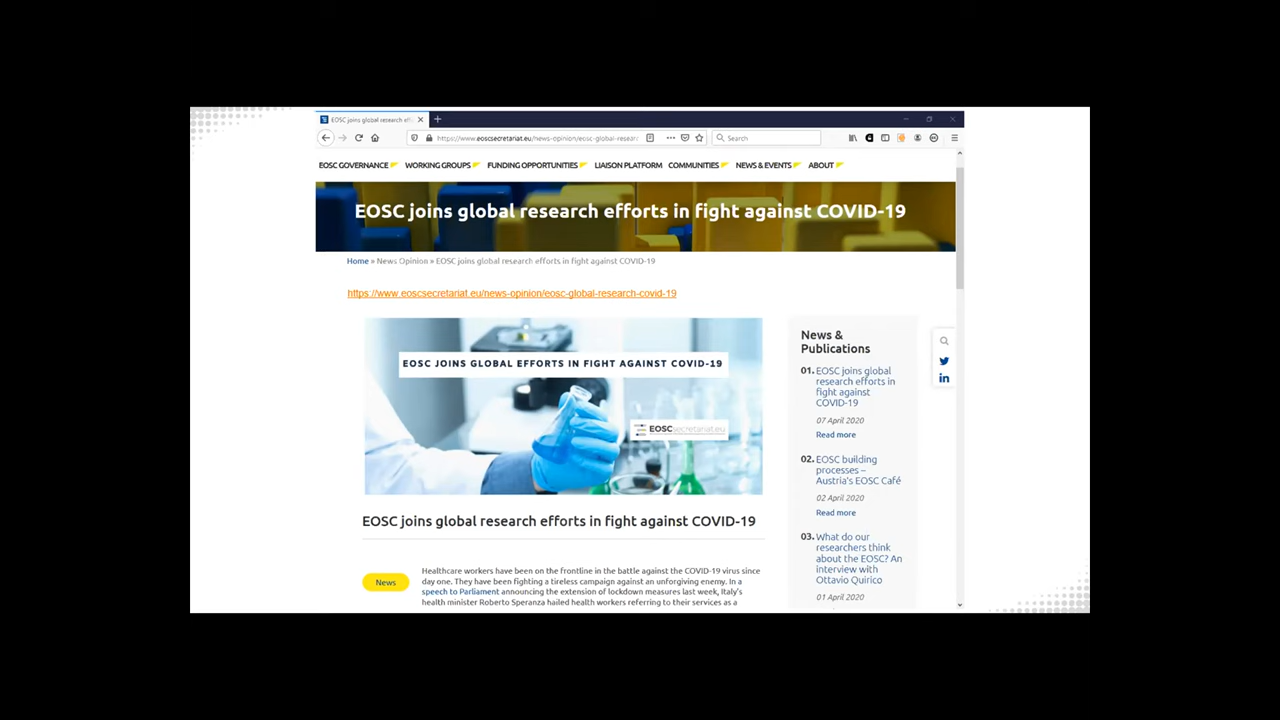 EOSC joins global research eff
https://www.eoscsecretariat.eu/news-opinion/eosc-global-resear
Search
EOSC GOVERNANCE WORKING GROUPS FUNDING OPPORTUNITIES LIAISON PLATFORM COMMUNITIES NEWS & EVENTS ABOUT
EOSC joins global research efforts in fight against COVID-19
Home » News Opinion » EOSC joins global research efforts in fight against COVID-19
https://www.eoscsecretariat.eu/news-opinion/eosc-global-research-covid-19
EOSC JOINS GLOBAL EFFORTS IN FIGHT AGAINST COVID-19
EOSCsecretariat.eu
EOSC joins global research efforts in fight against COVID-19
News
Healthcare workers have been on the frontline in the battle against the COVID-19 virus since
day one. They have been fighting a tireless campaign against an unforgiving enemy. In a
speech to Parliament announcing the extension of lockdown measures last week, Italy's
health minister Roberto Speranza hailed health workers referring to their services as a
News &
Publications
01. EOSC joins global
research efforts in
fight against
COVID-19
07 April 2020
Read more
02. EOSC building
processes –
Austria's EOSC Café
02 April 2020
Read more
03. What do our
researchers think
about the EOSC? An
interview with
Ottavio Quirico
01 April 2020